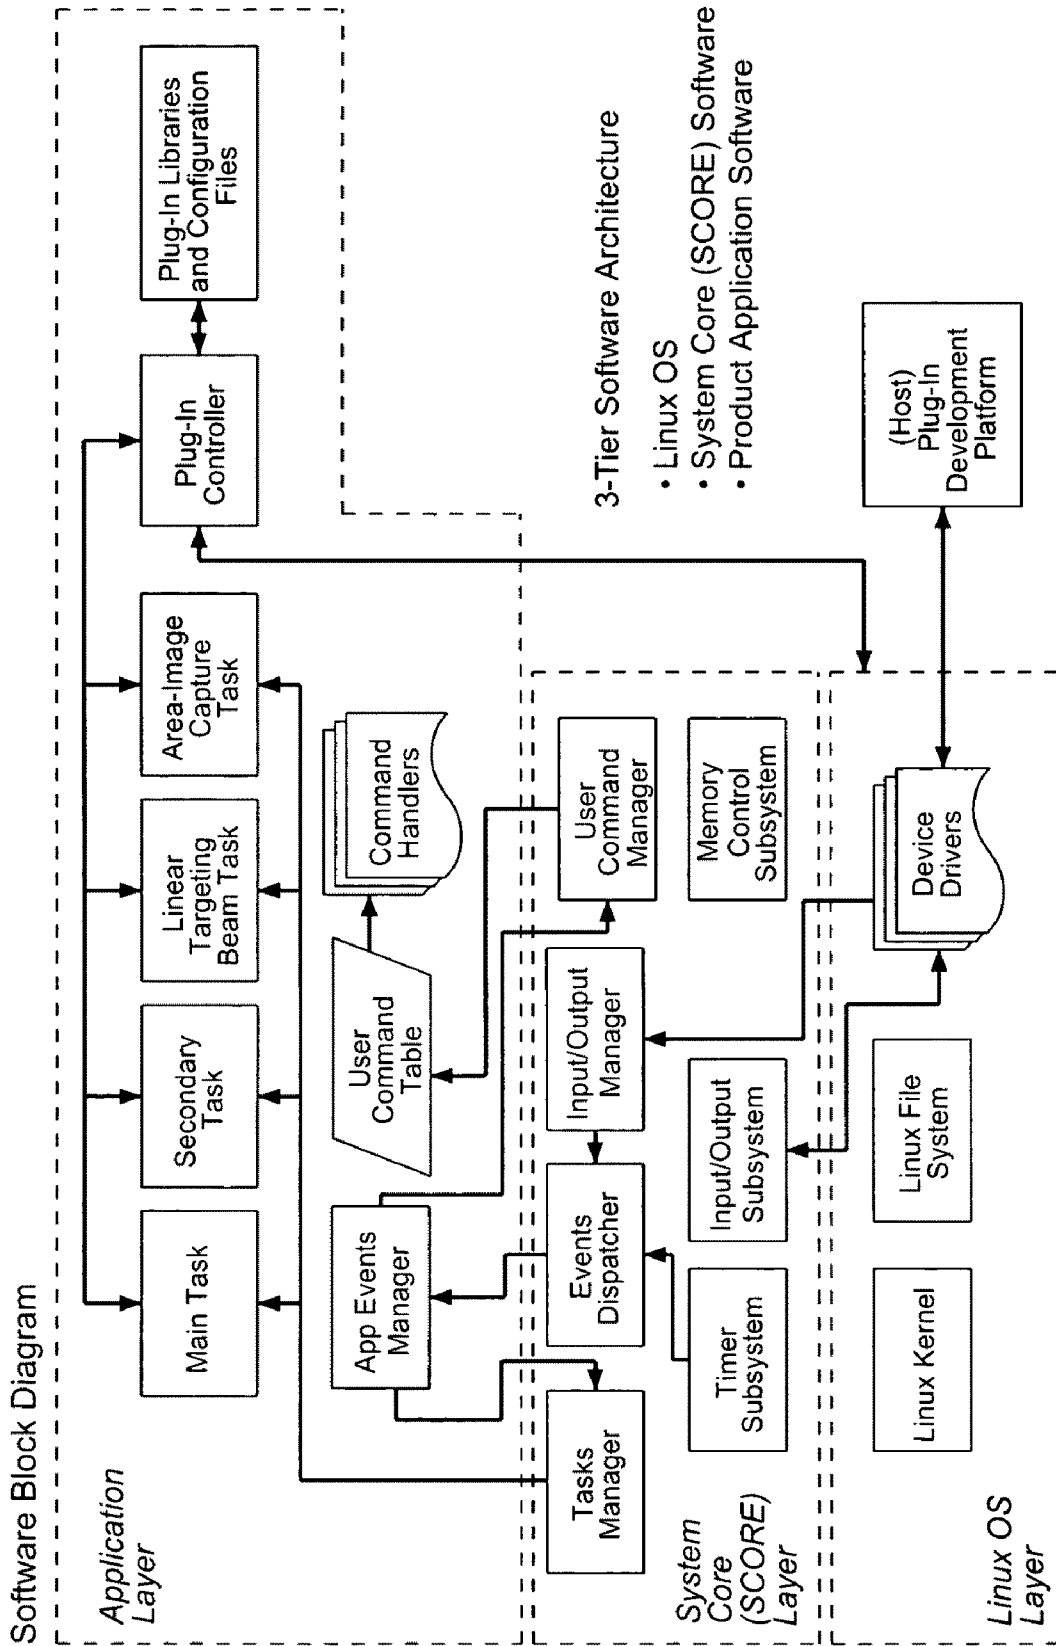 Software Block Diagram
Application
Layer
Main Task
Secondary
Task
Linear
Targeting
Beam Task
Area-Image
Capture
Task
Plug-In
Controller
Plug-In Libraries
and Configuration
Files
App Events
Manager
User
Command
Table
Command
Handlers
System
Core
(SCORE)
Layer
Tasks
Manager
Events
Dispatcher
Input/Output
Manager
User
Command
Manager
Timer
Subsystem
Input/Output
Subsystem
Memory
Control
Subsystem
3-Tier Software Architecture
• Linux OS
• System Core (SCORE) Software
• Product Application Software
Linux OS
Layer
Linux Kernel
Linux File
System
Device
Drivers
(Host)
Plug-In
Development
Platform